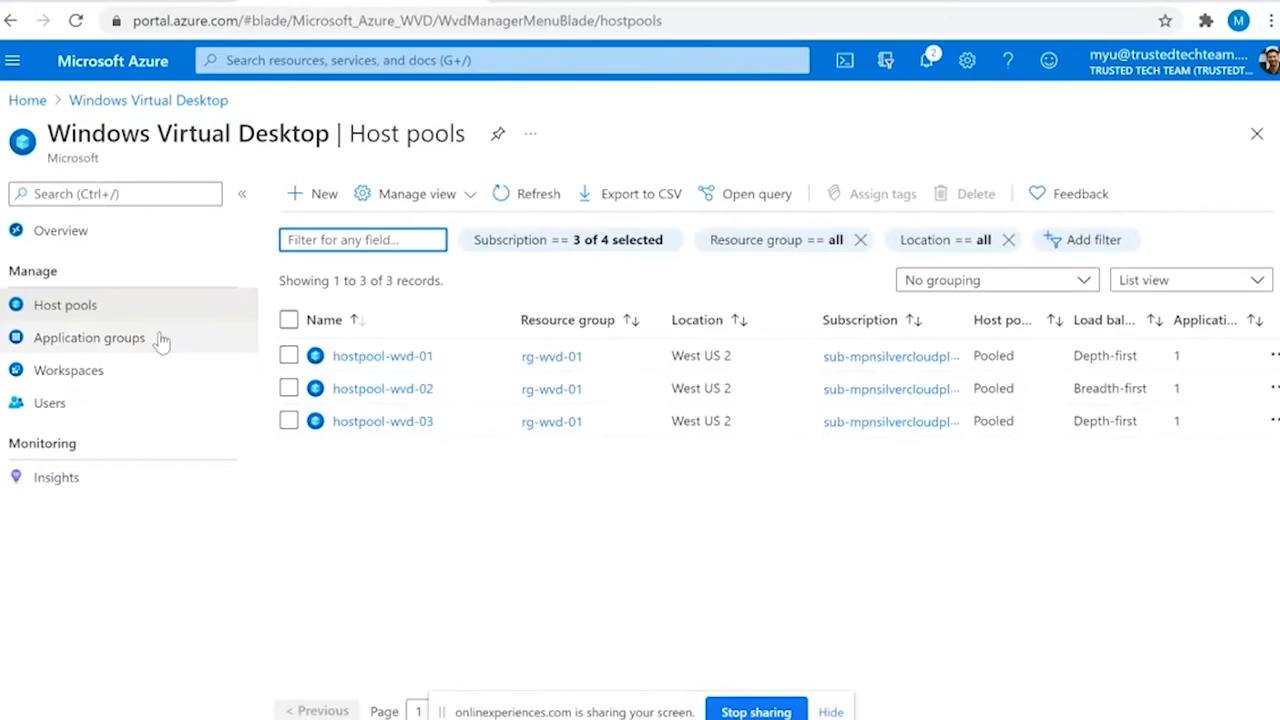 portal.azure.com/#blade/Microsoft_Azure_WVD/WvdManagerMenuBlade/hostpools
M
Microsoft Azure
Search resources, services, and docs (G+/)
2
myu@trustedtechteam....
TRUSTED TECH TEAM (TRUSTEDT...
Home > Windows Virtual Desktop
Windows Virtual Desktop | Host pools
Microsoft
Search (Ctrl+/)
Overview
Manage
Host pools
Application groups
Workspaces
Users
Monitoring
Insights
New Manage view Refresh Export to CSV Open query Assign tags Delete Feedback
Filter for any field... Subscription == 3 of 4 selected Resource group == all Location == all Add filter
Showing 1 to 3 of 3 records. No grouping List view
Name Resource group Location Subscription Host po... Load bal... Applicati...
hostpool-wvd-01 rg-wvd-01 West US 2 sub-mpnsilvercloudpl... Pooled Depth-first 1
hostpool-wvd-02 rg-wvd-01 West US 2 sub-mpnsilvercloudpl... Pooled Breadth-first 1
hostpool-wvd-03 rg-wvd-01 West US 2 sub-mpnsilvercloudpl... Pooled Depth-first 1
< Previous Page 1
onlinexperiences.com is sharing your screen. Stop sharing Hide